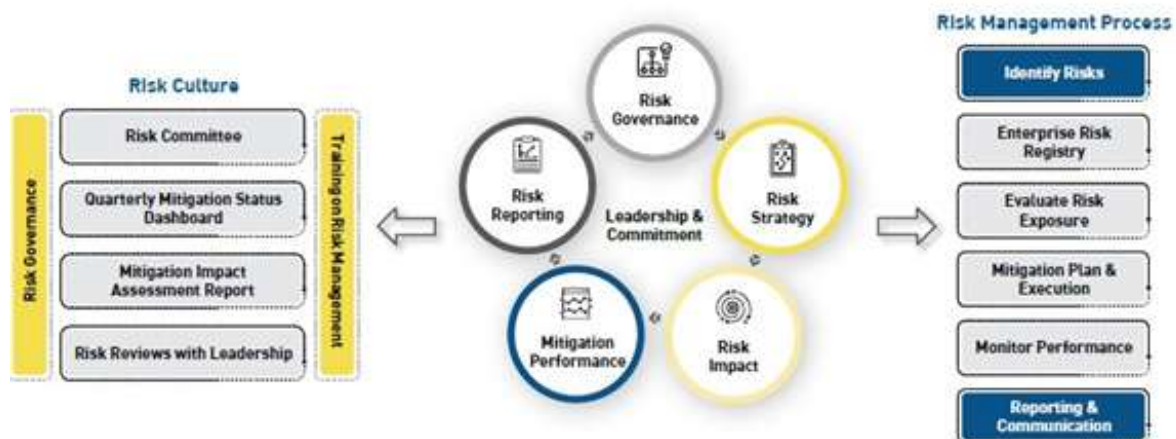 Risk Culture
Risk Governance
Risk Committee
Quarterly Mitigation Status
Dashboard
Mitigation Impact
Assessment Report
Risk Reviews with Leadership
Training on Risk Management
Risk
Governance
Risk
Reporting
Leadership &
Commitment
Risk
Strategy
Mitigation
Performance
Risk
Impact
Risk Management Process
Identify Risks
Enterprise Risk
Registry
Evaluate Risk
Exposure
Mitigation Plan &
Execution
Monitor Performance
Reporting &
Communication